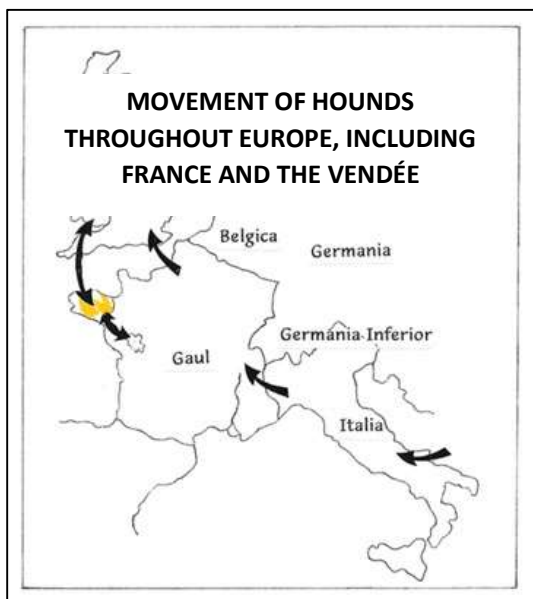 MOVEMENT OF HOUNDS
THROUGHOUT EUROPE, INCLUDING
FRANCE AND THE VENDÉE
Belgica
Germania
Germania Inferior
Gaul
Italia